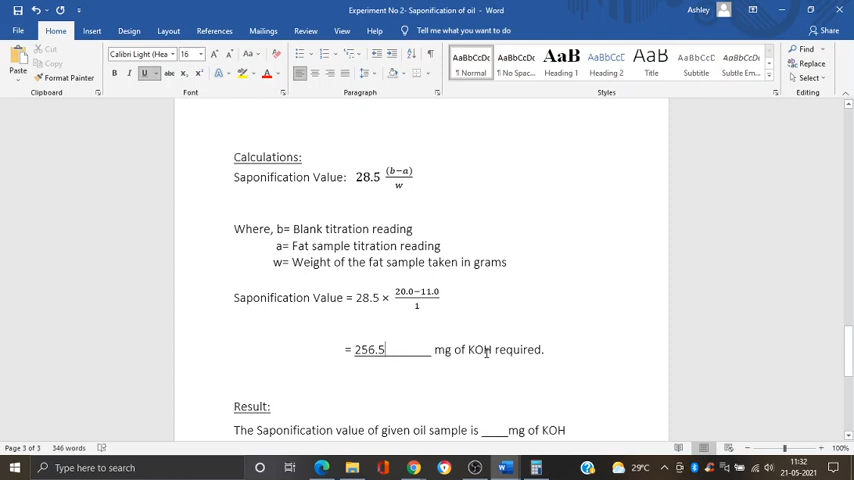 Experiment No 2- Saponification of oil - Word
Ashley
File Home Insert Design Layout References Mailings Review View Help Tell me what you want to do Share
Paste
Cut
Copy
Format Painter
Calibri Light (Hea 16
B I U abc x₂ x²
AaBbCcDc AaBbCcDc AaBbC AaBbCcC AaB AaBbCcD AaBbCcDc
¶ Normal ¶ No Spac... Heading 1 Heading 2 Title Subtitle Subtle Em...
Find
Replace
Select
Clipboard Font Paragraph Styles Editing
Calculations:
Saponification Value: 28.5 (b−a)/w
Where, b= Blank titration reading
a= Fat sample titration reading
w= Weight of the fat sample taken in grams
Saponification Value = 28.5 × (20.0−11.0)/1
= 256.5______ mg of KOH required.
Result:
The Saponification value of given oil sample is ____mg of KOH
Page 3 of 3 346 words 100%
Type here to search
29°C
11:32
21-05-2021